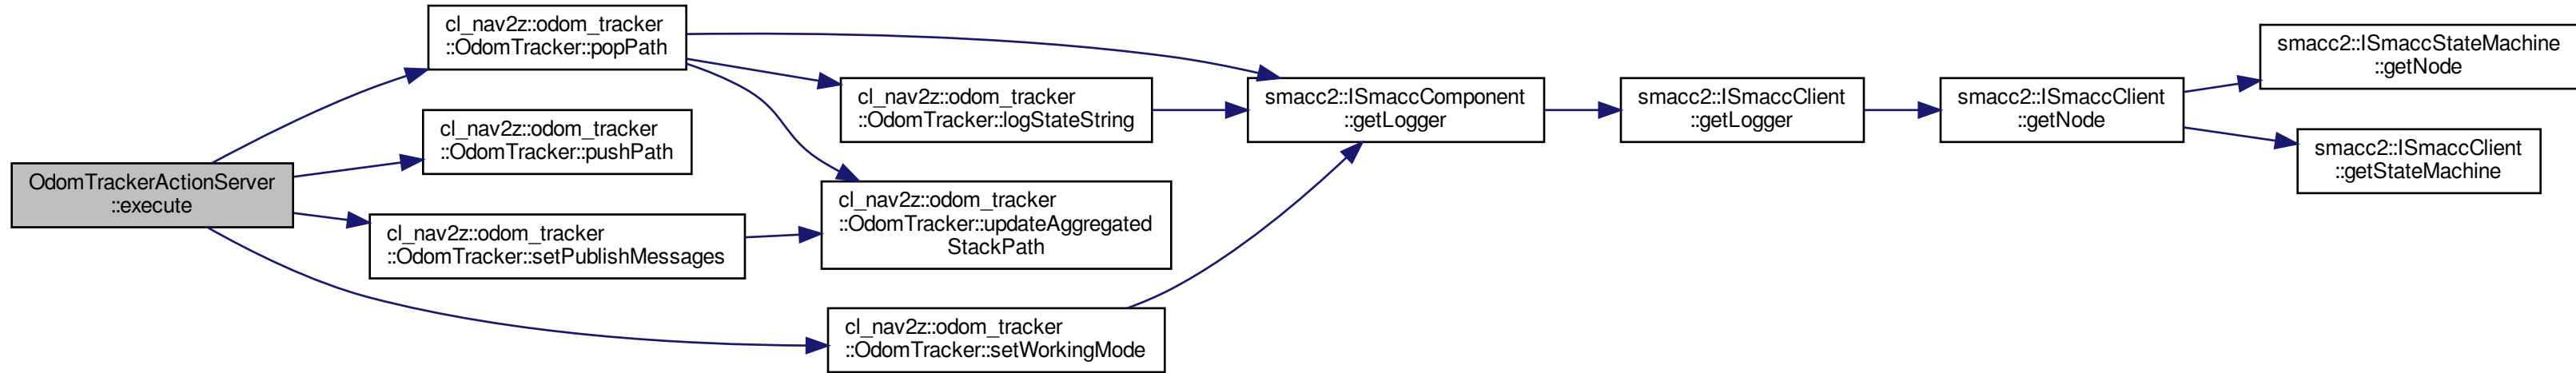 OdomTrackerActionServer
::execute
cl_nav2z::odom_tracker
::OdomTracker::popPath
cl_nav2z::odom_tracker
::OdomTracker::pushPath
cl_nav2z::odom_tracker
::OdomTracker::setPublishMessages
cl_nav2z::odom_tracker
::OdomTracker::logStateString
cl_nav2z::odom_tracker
::OdomTracker::updateAggregated
StackPath
cl_nav2z::odom_tracker
::OdomTracker::setWorkingMode
smacc2::ISmaccComponent
::getLogger
smacc2::ISmaccClient
::getLogger
smacc2::ISmaccClient
::getNode
smacc2::ISmaccStateMachine
::getNode
smacc2::ISmaccClient
::getStateMachine